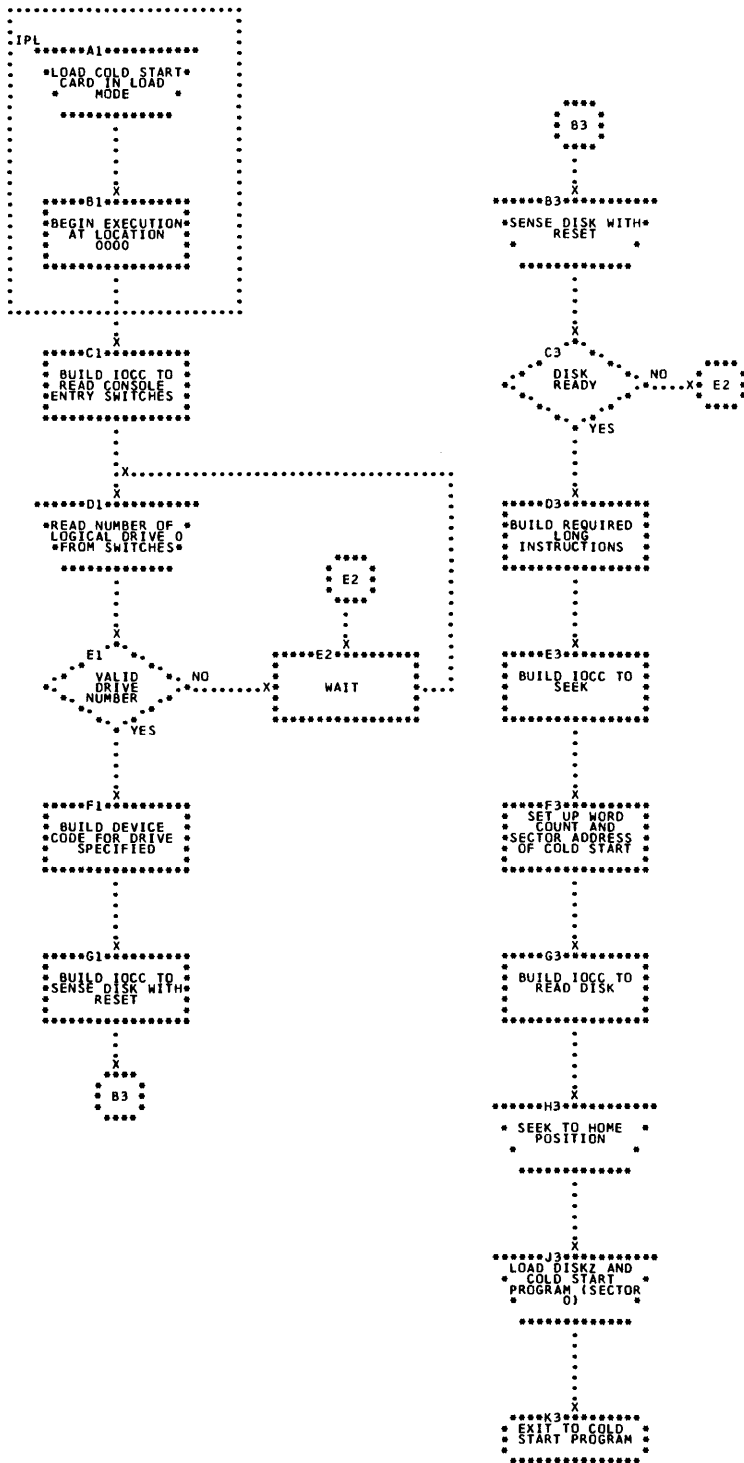 IPL
A1
LOAD COLD START
CARD IN LOAD
MODE
B1
BEGIN EXECUTION
AT LOCATION
0000
C1
BUILD IOCC TO
READ CONSOLE
ENTRY SWITCHES
D1
READ NUMBER OF
LOGICAL DRIVE 0
FROM SWITCHES
E1
VALID
DRIVE
NUMBER
NO
YES
E2
E2
WAIT
F1
BUILD DEVICE
CODE FOR DRIVE
SPECIFIED
G1
BUILD IOCC TO
SENSE DISK WITH
RESET
X
B3
B3
B3
SENSE DISK WITH
RESET
C3
DISK
READY
NO
E2
YES
D3
BUILD REQUIRED
LONG
INSTRUCTIONS
E3
BUILD IOCC TO
SEEK
F3
SET UP WORD
COUNT AND
SECTOR ADDRESS
OF COLD START
G3
BUILD IOCC TO
READ DISK
H3
SEEK TO HOME
POSITION
J3
LOAD DISKZ AND
COLD START
PROGRAM (SECTOR
0)
K3
EXIT TO COLD
START PROGRAM